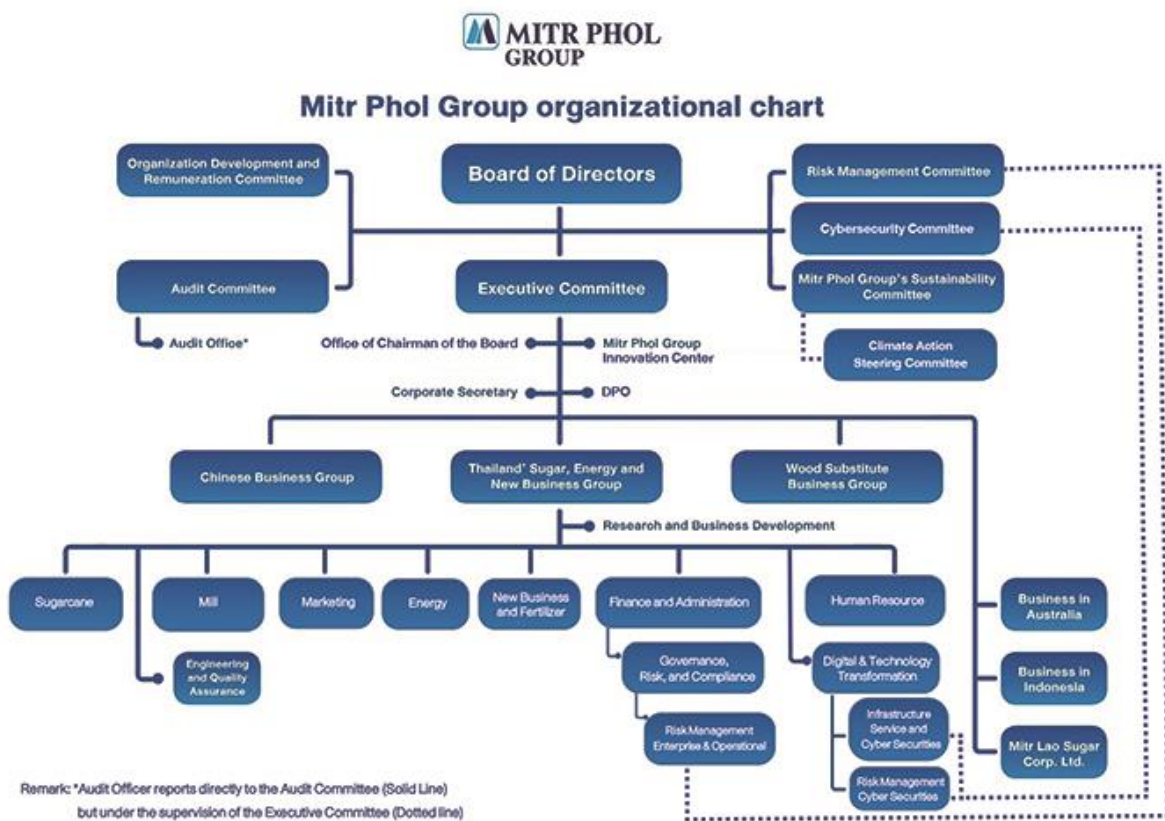 MITR PHOL
GROUP
Mitr Phol Group organizational chart
Organization Development and
Remuneration Committee
Board of Directors
Risk Management Committee
Cybersecurity Committee
Audit Committee
Executive Committee
Mitr Phol Group's Sustainability
Committee
Audit Office*
Office of Chairman of the Board
Mitr Phol Group
Innovation Center
Climate Action
Steering Committee
Corporate Secretary
DPO
Chinese Business Group
Thailand' Sugar, Energy and
New Business Group
Wood Substitute
Business Group
Research and Business Development
Sugarcane
Mill
Marketing
Energy
New Business
and Fertilizer
Finance and Administration
Human Resource
Business in
Australia
Engineering
and Quality
Assurance
Governance,
Risk, and Compliance
Digital & Technology
Transformation
Business in
Indonesia
Risk Management
Enterprise & Operational
Infrastructure
Service and
Cyber Securities
Mitr Lao Sugar
Corp. Ltd.
Risk Management
Cyber Securities
Remark: *Audit Officer reports directly to the Audit Committee (Solid Line)
but under the supervision of the Executive Committee (Dotted line)